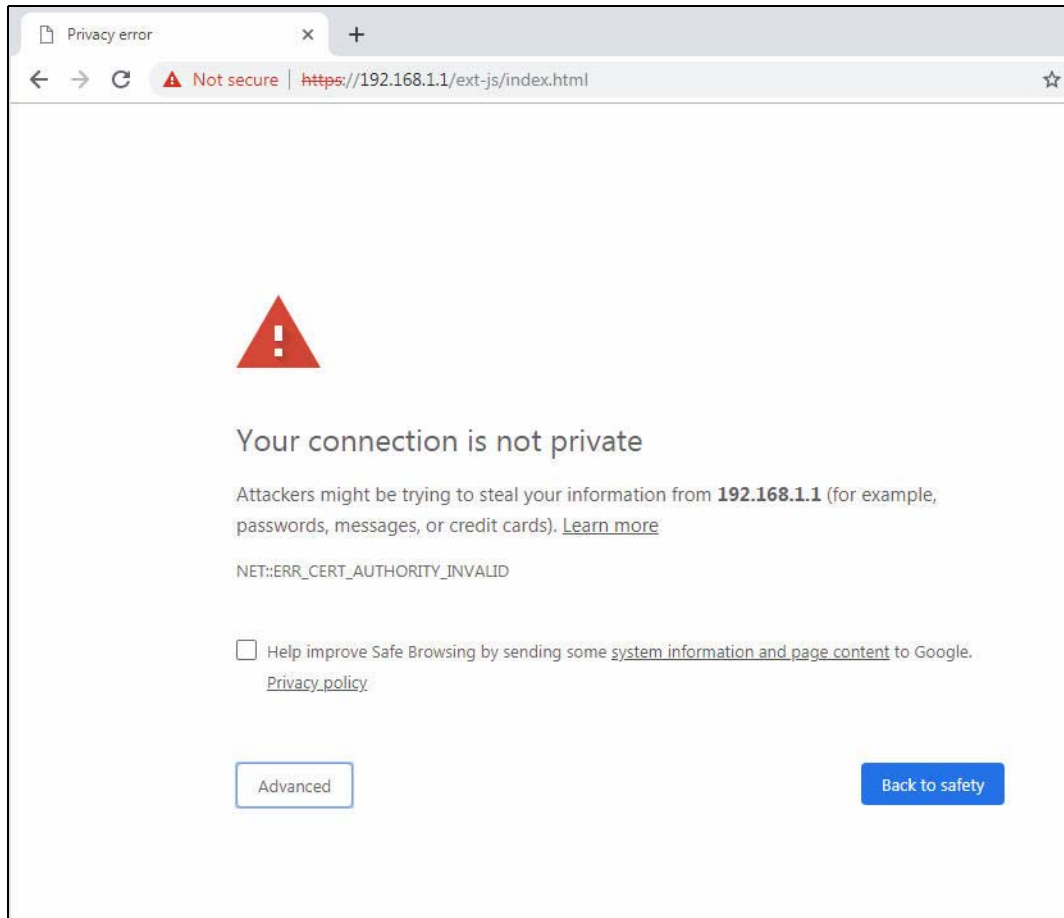 Privacy error
Not secure | https://192.168.1.1/ext-js/index.html
Your connection is not private
Attackers might be trying to steal your information from 192.168.1.1 (for example,
passwords, messages, or credit cards). Learn more
NET::ERR_CERT_AUTHORITY_INVALID
Help improve Safe Browsing by sending some system information and page content to Google.
Privacy policy
Advanced
Back to safety